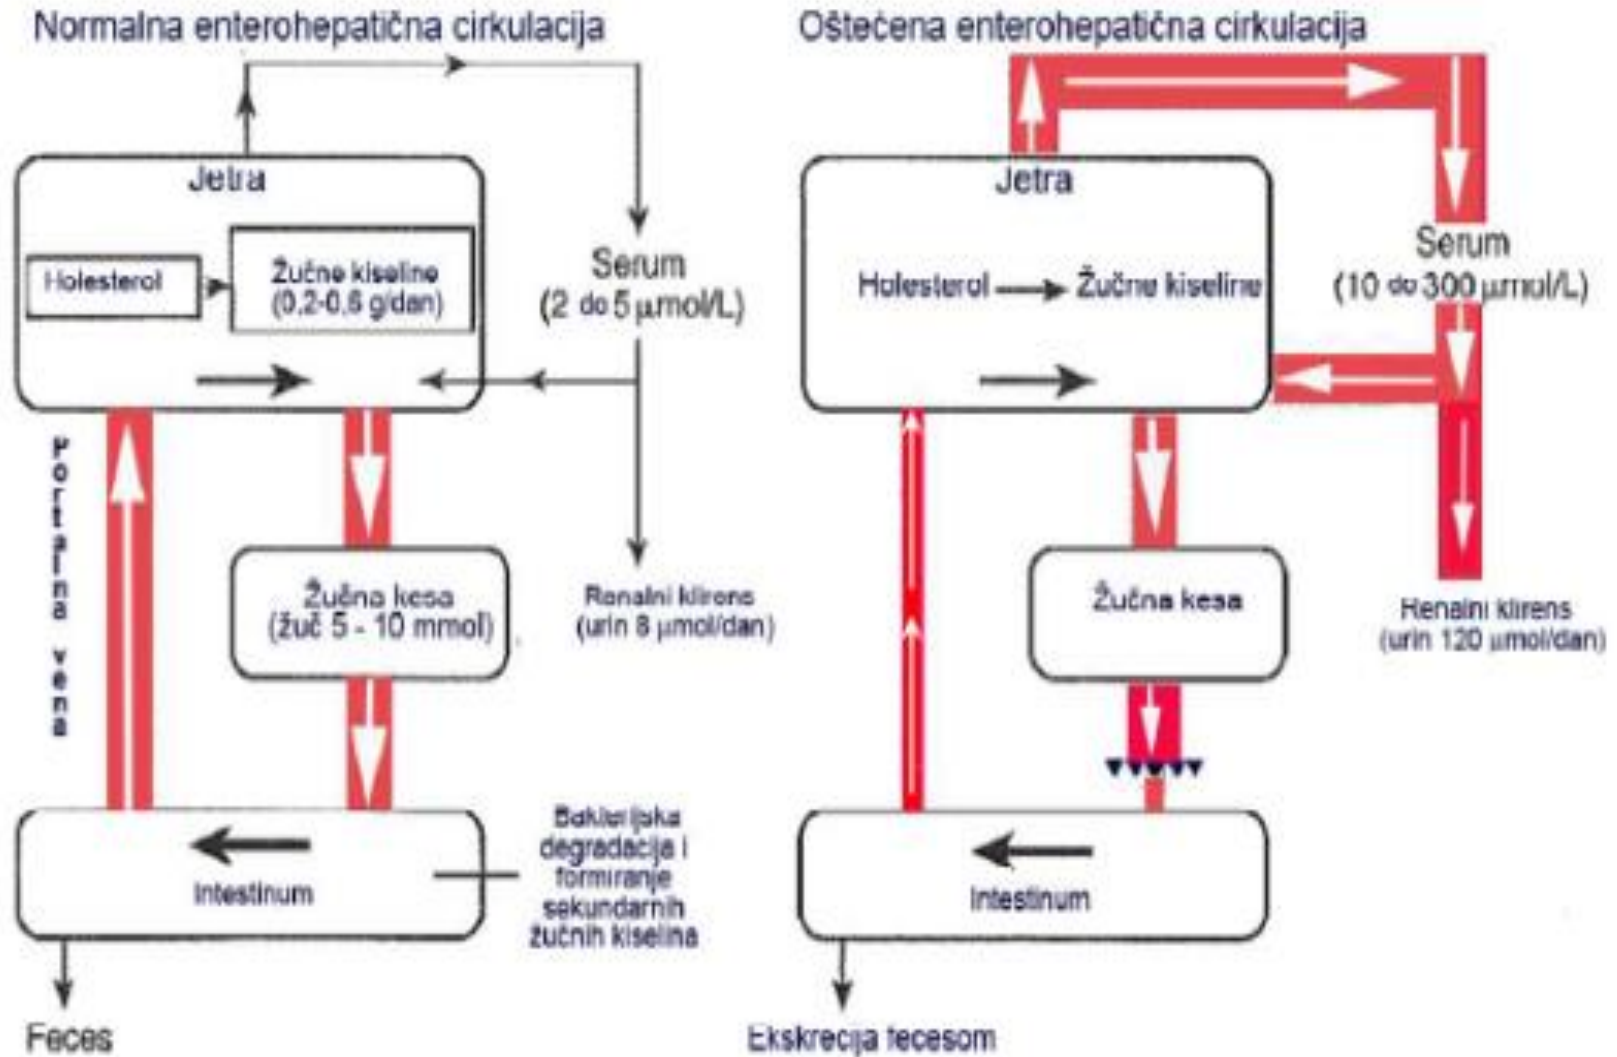 Normalna enterohepatična cirkulacija
Jetra
Holesterol
Žučne kiseline
(0,2-0,6 g/dan)
Serum
(2 do 5 µmol/L)
Portalna vena
Žučna kesa
(žuč 5 - 10 mmol)
Renalni klirens
(urin 8 µmol/dan)
Intestinum
Bakterijska
degradacija i
formiranje
sekundarnih
žučnih kiselina
Feces
Oštećena enterohepatična cirkulacija
Jetra
Holesterol
Žučne kiseline
Serum
(10 do 300 µmol/L)
Žučna kesa
Renalni klirens
(urin 120 µmol/dan)
Intestinum
Ekskrecija fecesom